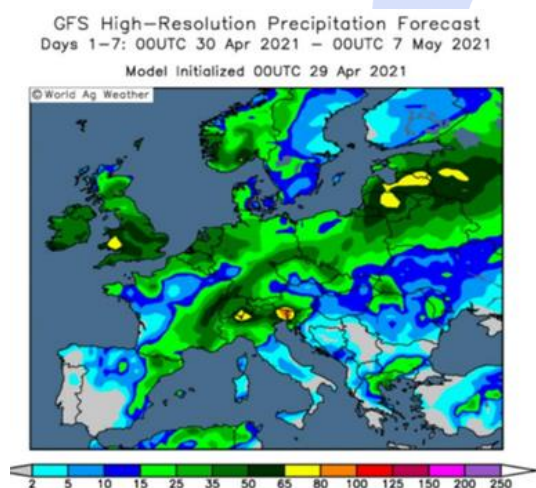 GFS High-Resolution Precipitation Forecast
Days 1-7: 00UTC 30 Apr 2021 - 00UTC 7 May 2021
Model Initialized 00UTC 29 Apr 2021
© World Ag Weather
2 5 10 15 25 35 50 65 80 100 125 150 200 250